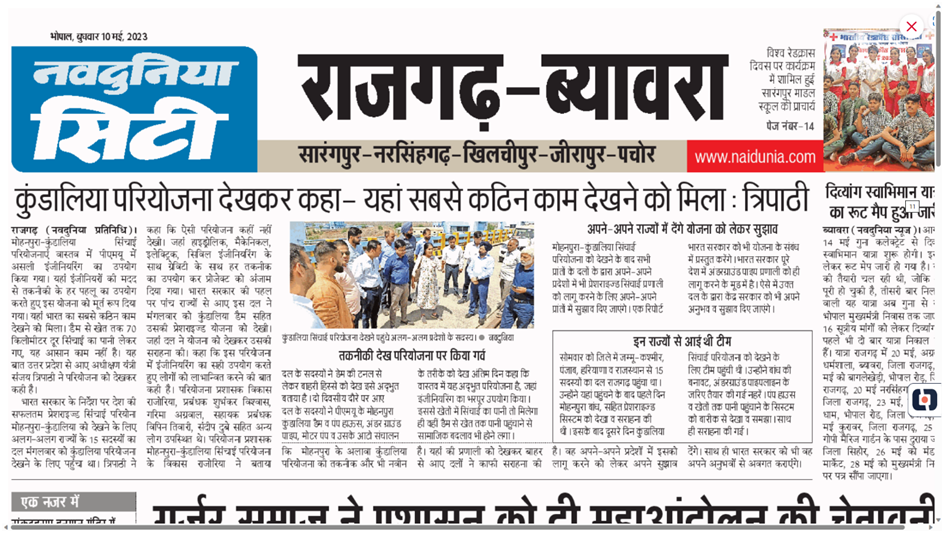 भोपाल, बुधवार 10 मई, 2023
नवदुनिया
सिटी
राजगढ़-ब्यावरा
सारंगपुर-नरसिंहगढ़-खिलचीपुर-जीरापुर-पचोर
www.naidunia.com
विश्व रेडक्रास
दिवस पर कार्यक्रम
में शामिल हुई
सारंगपुर माडल
स्कूल की प्राचार्य
पेज नंबर-14
कुंडालिया परियोजना देखकर कहा- यहां सबसे कठिन काम देखने को मिला : त्रिपाठी
राजगढ़ (नवदुनिया प्रतिनिधि)।
मोहनपुरा-कुंडालिया सिंचाई
परियोजनाएं वास्तव में पीएमयू में
असली इंजीनियरिंग का उपयोग
किया गया। यहां इंजीनियरों की मदद
से तकनीकी के हर पहलू का उपयोग
करते हुए इस योजना को मूर्त रूप दिया
गया। यहां भारत का सबसे कठिन काम
देखने को मिला। डैम से खेत तक 70
किलोमीटर दूर सिंचाई का पानी लेकर
गए, यह आसान काम नहीं है। यह
बात उत्तर प्रदेश से आए अधीक्षण यंत्री
संजय त्रिपाठी ने परियोजना को देखकर
कही है।
भारत सरकार के निर्देश पर देश की
सफलतम प्रेशराइज्ड सिंचाई परियोना
मोहनपुरा-कुंडालिया को देखने के लिए
अलग-अलग राज्यों के 15 सदस्यों का
दल मंगलवार को कुंडालिया प्रेशराइज्ड
देखने के लिए पहुंचा था। त्रिपाठी ने
कहा कि ऐसी परियोजना कहीं नहीं
देखी। जहां हाइड्रोलिक, मैकेनिकल,
इलेक्ट्रिक, सिविल इंजीनियरिंग के
साथ ग्रेविटी के साथ हर तकनीक
का उपयोग कर प्रोजेक्ट को अंजाम
दिया गया। भारत सरकार की पहल
पर पांच राज्यों से आए इस दल ने
मंगलवार को कुंडालिया डैम सहित
उसकी प्रेशराइज्ड योजना की देखी।
जहां दल ने योजना को देखकर उसकी
सराहना की। कहा कि इस परियोजना
में इंजीनियरिंग का सही उपयोग करते
हुए लोगों को लाभान्वित करने की बात
कही है। परियोजना प्रशासक विकास
राजौरिया, प्रबंधक शुभंकर विश्वास,
गरिमा अग्रवाल, सहायक प्रबंधक
विपिन तिवारी, संदीप दुबे सहित अन्य
लोग उपस्थित थे। परियोजना प्रशासक
मोहनपुरा-कुंडालिया सिंचाई परियोजना
के विकास राजोरिया ने बताया
कुंडालिया सिंचाई परियोजना देखने पहुंचे अलग-अलग प्रदेशों के सदस्य। ● नवदुनिया
तकनीकी देख परियोजना पर किया गर्व
दल के सदस्यों ने डैम की टनल से
लेकर बाहरी हिस्से को देख इसे अदभुत
बताया है। दो दिवसीय दौरे पर आए
दल के सदस्यों ने पीएमयू के मोहनपुरा
कुंडालिया डैम व पंप हाऊस, अंडर ग्राउंड
पाइप, मोटर पंप व उसके आटो संचालन
के तरीके को देखा अंतिम दिन कहा कि
वास्तव में यह अदभुत परियोजना है, जहां
इंजीनियरिंग का भरपूर उपयोग किया है।
इससे खेतों में सिंचाई का पानी तो मिलेगा
ही वही डैम से खेत तक पानी पहुंचाने से
सामाजिक बदलाव भी होने लगा।
कि मोहनपुर के अलावा कुंडालिया
परियोजना को तकनीक और भी नवीन
है। यहां की प्रणाली को देखकर बाहर
से आए दलों ने काफी सराहना की
अपने-अपने राज्यों में देंगे योजना को लेकर सुझाव
मोहनपुरा-कुंडालिया सिंचाई
परियोजना को देखने के बाद सभी
प्रांतों के दलों के द्वारा अपने-अपने
प्रदेशों में भी प्रेशराइज्ड सिंचाई प्रणाली
को लागू करने के लिए अपने-अपने
प्रांतों में सुझाव दिए जाएंगे। एक रिपोर्ट
भारत सरकार को भी योजना के संबंध
में प्रस्तुत करेंगे। भारत सरकार पूरे
देश में अंडरग्राउंड पाइप प्रणाली को ही
लागू करने के मूड में है। ऐसे में उक्त
दल के द्वारा केंद्र सरकार को भी अपने
अनुभव व सुझाव दिए जाएंगे।
इन राज्यों से आई थी टीम
सोमवार को जिले में जम्मू-कश्मीर,
पंजाब, हरियाणा व राजस्थान से 15
सदस्यों का दल राजगढ़ पहुंचा था।
उन्होंने यहां पहुंचने के बाद पहले दिन
मोहनपुरा बांध, सहित प्रेशराइज्ड
सिस्टम को देखा व सराहना की
थी। उसके बाद दूसरे दिन कुंडालिया
सिंचाई परियोजना को देखने के
लिए टीम पहुंची थी। उन्होंने बांध की
बनावट, अंडरग्राउंड पाइपलाइन के
जरिए तैयार की गई नहरें। पंप हाउस
व खेतों तक पानी पहुंचाने के सिस्टम
को बारीकी से देखा व समझा। साथ
ही सराहना की गई।
है। वह अपने-अपने प्रदेशों में इसको
लागू करने को लेकर अपने सुझाव
देंगे। साथ ही भारत सरकार को भी वह
अपने अनुभवों से अवगत कराएंगे।
दिव्यांग स्वाभिमान
का रूट मैप हुआ
ब्यावरा (नवदुनिया न्यूज)।
14 मई गुना कलेक्ट्रेट से
स्वाभिमान यात्रा शुरू होगी।
लेकर रूट मैप जारी हो गया है।
की तैयारी चल रही थी, जोकि
पूरी हो चुकी है, तीसरी बार
वाली यह यात्रा अब गुना से
भोपाल मुख्यमंत्री निवास तक
16 सूत्रीय मांगों को लेकर
पहले भी दो बार यात्रा निकाल
हैं। यात्रा राजगढ़ में 20 मई,
धर्मशाला, ब्यावरा, जिला राजगढ़,
मई को बागलेखेड़ी, भोपाल रोड,
राजगढ़, 20 मई नरसिंहगढ़
जिला राजगढ़, 23 मई,
धाम, भोपाल रोड, जिला
मई कुरावर, जिला राजगढ़, 25
गोपी मैरिज गार्डन के पास दुराया
जिला सिहोर, 26 मई को
मार्केट, 28 मई को मुख्यमंत्री
पर पत्र सौंपा जाएगा।
एक नजर में
गुर्जर समाज ने प्रशासन को दी महाआंदोलन की चेतावनी